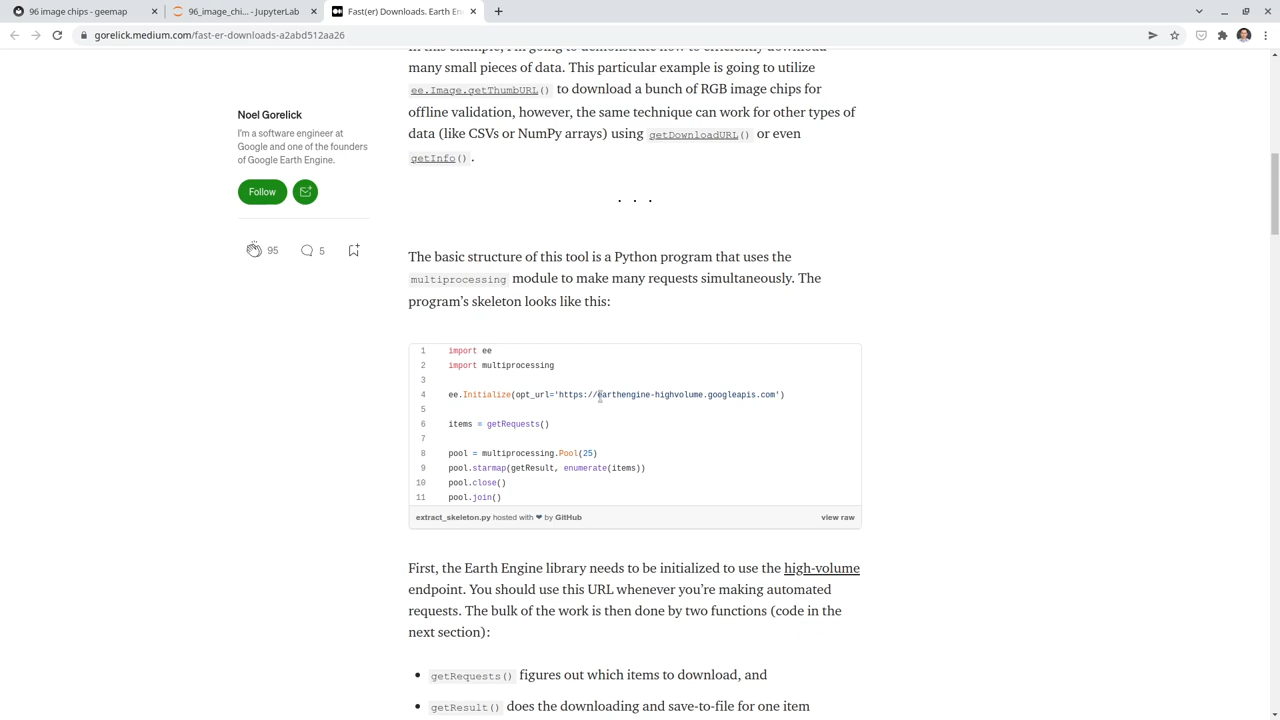 96 image chips - geemap
96_image_chi... - JupyterLab
Fast(er) Downloads. Earth En
gorelick.medium.com/fast-er-downloads-a2abd512aa26
In this example, I'm going to demonstrate how to efficiently download
many small pieces of data. This particular example is going to utilize
ee.Image.getThumbURL() to download a bunch of RGB image chips for
offline validation, however, the same technique can work for other types of
data (like CSVs or NumPy arrays) using getDownloadURL() or even
getInfo().
Noel Gorelick
I'm a software engineer at
Google and one of the founders
of Google Earth Engine.
Follow
95
5
. . .
The basic structure of this tool is a Python program that uses the
multiprocessing module to make many requests simultaneously. The
program's skeleton looks like this:
1 import ee
2 import multiprocessing
3
4 ee.Initialize(opt_url='https://earthengine-highvolume.googleapis.com')
5
6 items = getRequests()
7
8 pool = multiprocessing.Pool(25)
9 pool.starmap(getResult, enumerate(items))
10 pool.close()
11 pool.join()
extract_skeleton.py hosted with ❤ by GitHub
view raw
First, the Earth Engine library needs to be initialized to use the high-volume
endpoint. You should use this URL whenever you're making automated
requests. The bulk of the work is then done by two functions (code in the
next section):
• getRequests() figures out which items to download, and
• getResult() does the downloading and save-to-file for one item